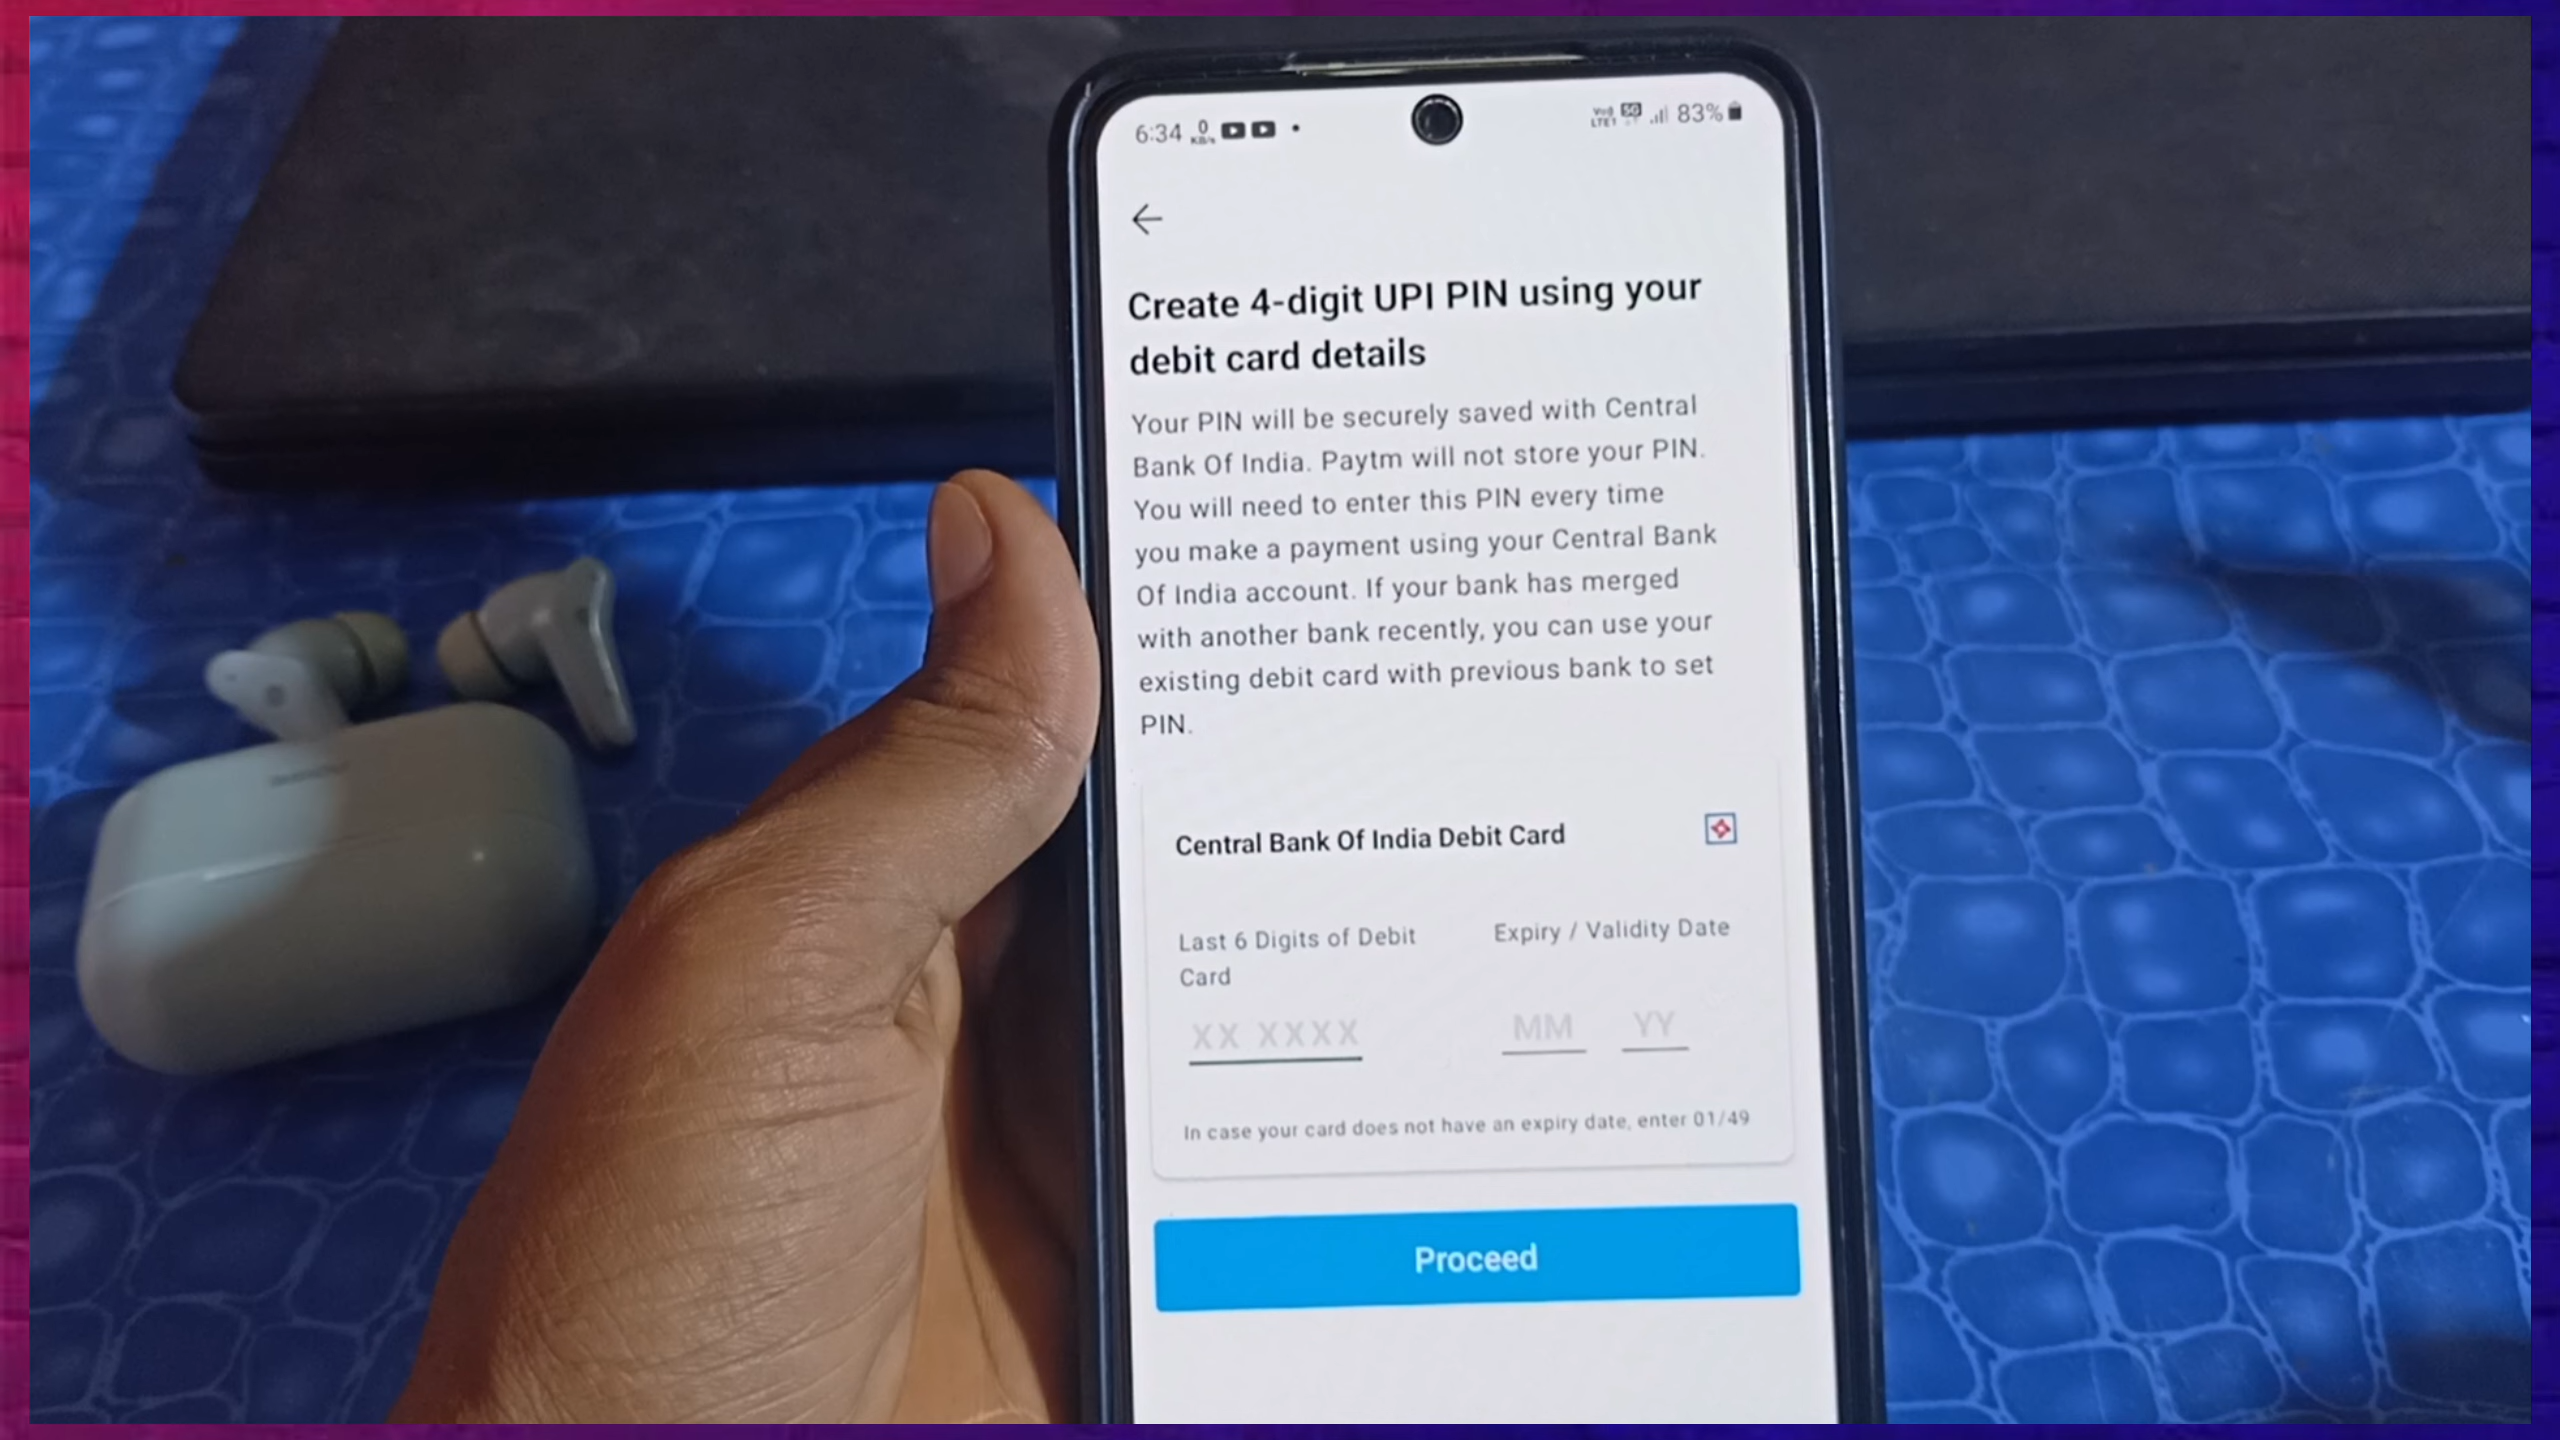 6:34 0 KB/s
Vo) LTE1 5G 83%
Create 4-digit UPI PIN using your
debit card details
Your PIN will be securely saved with Central
Bank Of India. Paytm will not store your PIN.
You will need to enter this PIN every time
you make a payment using your Central Bank
Of India account. If your bank has merged
with another bank recently, you can use your
existing debit card with previous bank to set
PIN.
Central Bank Of India Debit Card
Last 6 Digits of Debit
Card
Expiry / Validity Date
XX XXXX
MM YY
In case your card does not have an expiry date, enter 01/49
Proceed